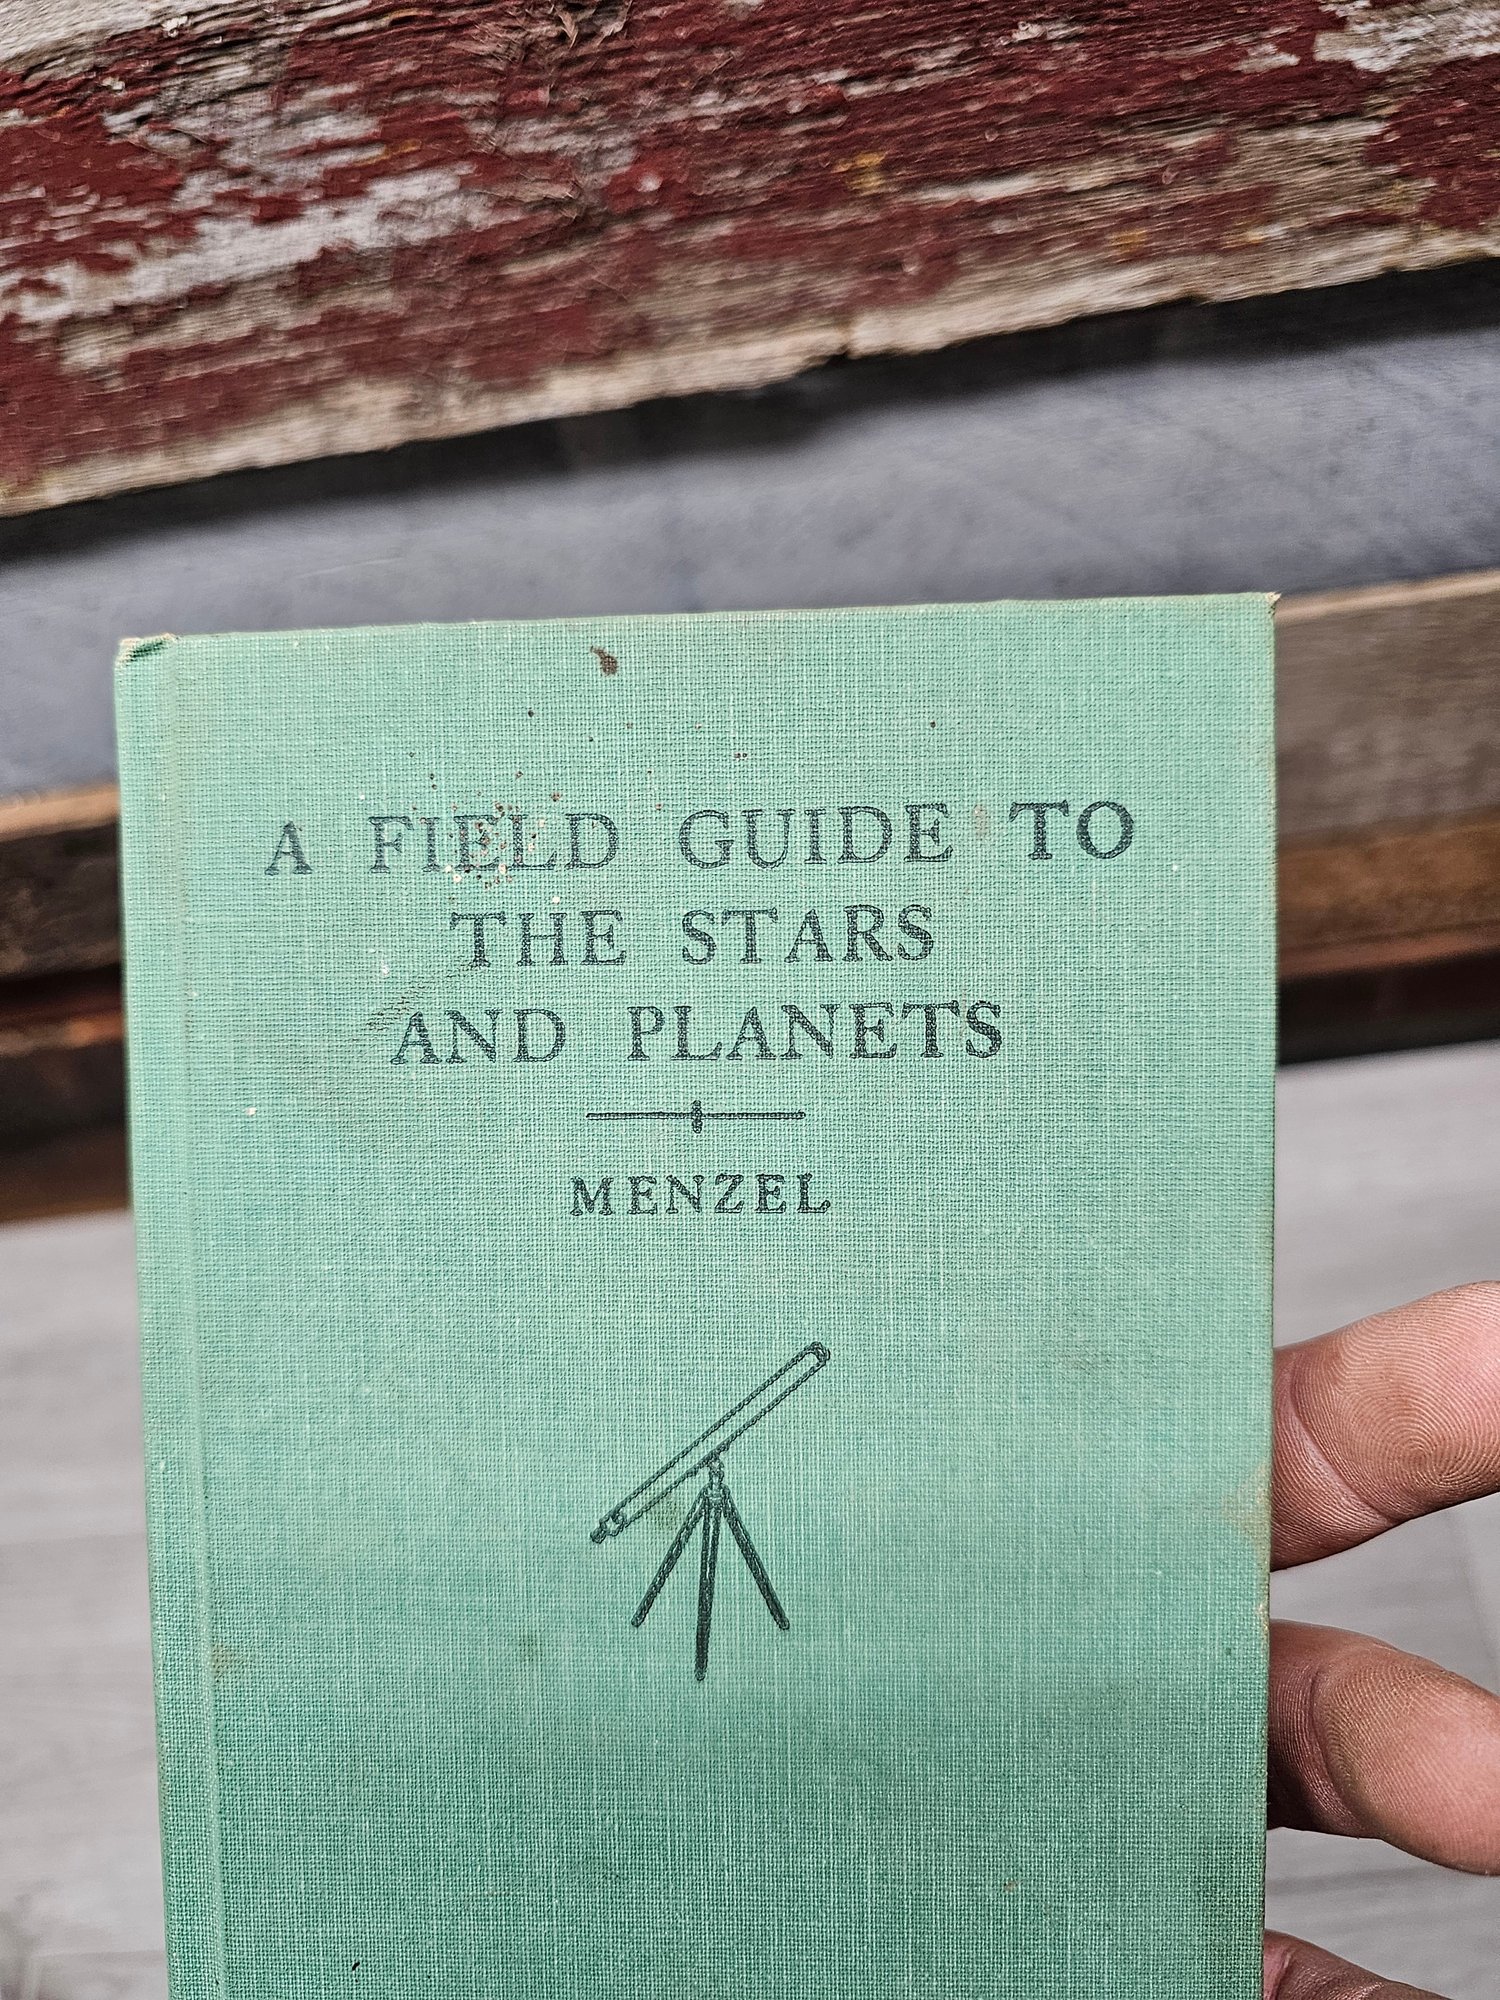 A FIELD GUIDE TO
THE STARS
AND PLANETS
MENZEL